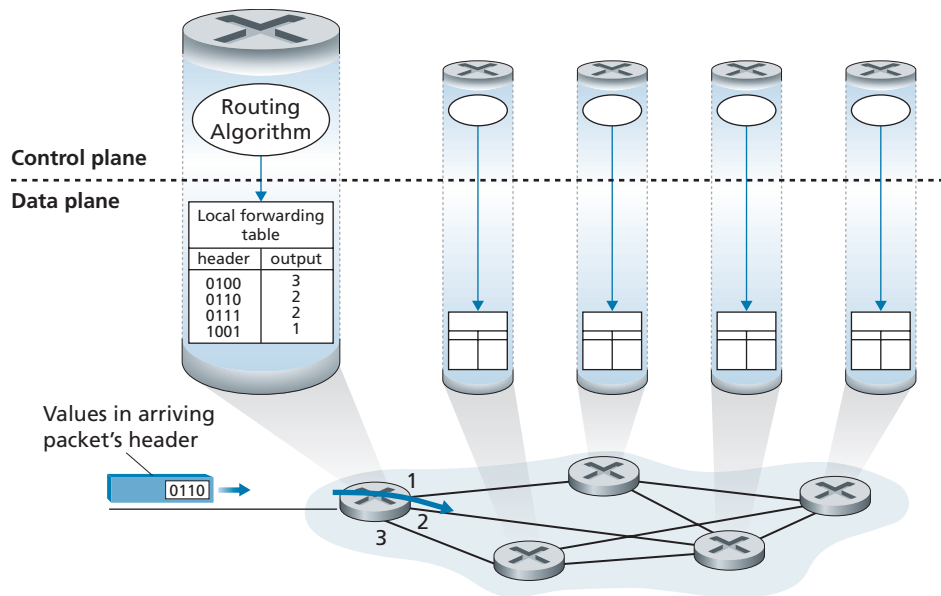 Routing
Algorithm
Control plane
Data plane
Local forwarding
table
header output
0100 3
0110 2
0111 2
1001 1
Values in arriving
packet's header
0110
1
2
3